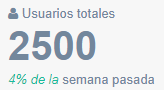 Usuarios totales
2500
4% de la semana pasada